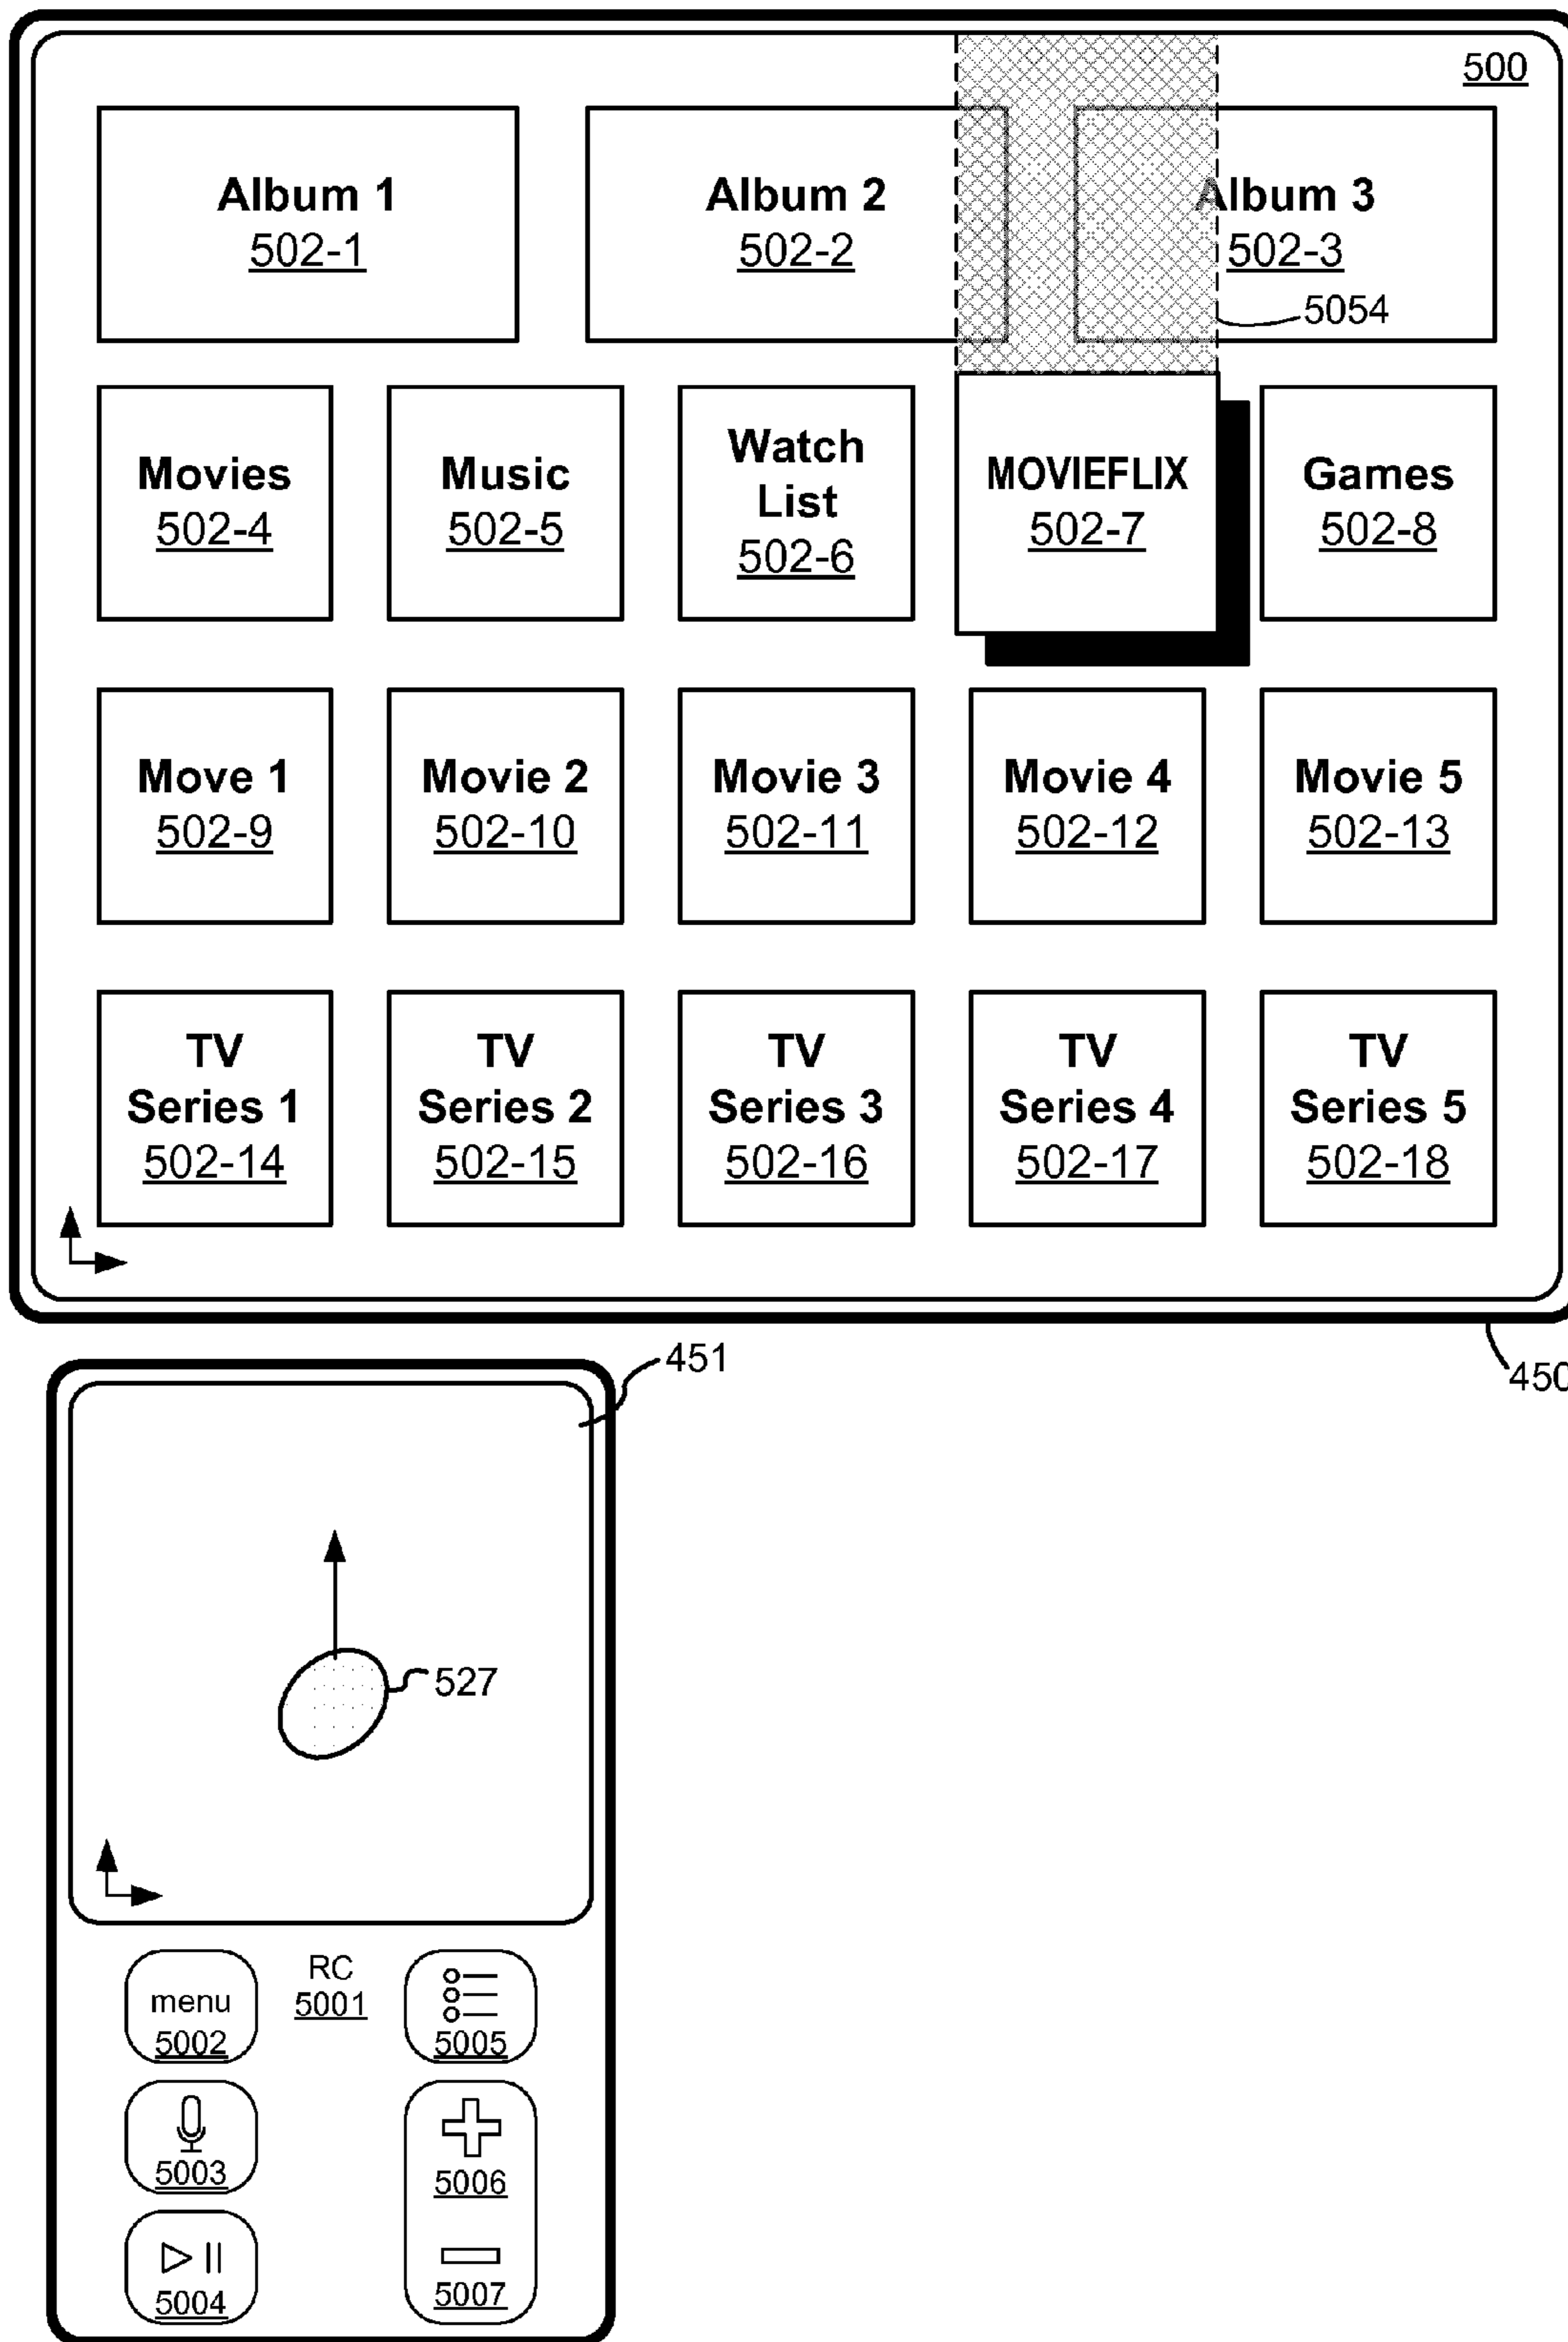 500
Album 1
502-1
Album 2
502-2
Album 3
502-3
5054
Movies
502-4
Music
502-5
Watch
List
502-6
MOVIEFLIX
502-7
Games
502-8
Move 1
502-9
Movie 2
502-10
Movie 3
502-11
Movie 4
502-12
Movie 5
502-13
TV
Series 1
502-14
TV
Series 2
502-15
TV
Series 3
502-16
TV
Series 4
502-17
TV
Series 5
502-18
450
451
527
RC
5001
menu
5002
5005
5003
5006
5004
5007